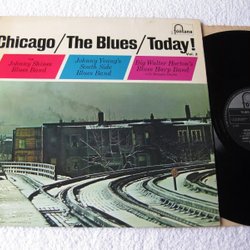 fontana
Chicago/The Blues/Today!
Vol. 3
Johnny Shines
Blues Band
Johnny Young's
South Side
Blues Band
Big Walter Horton's
Blues Harp Band